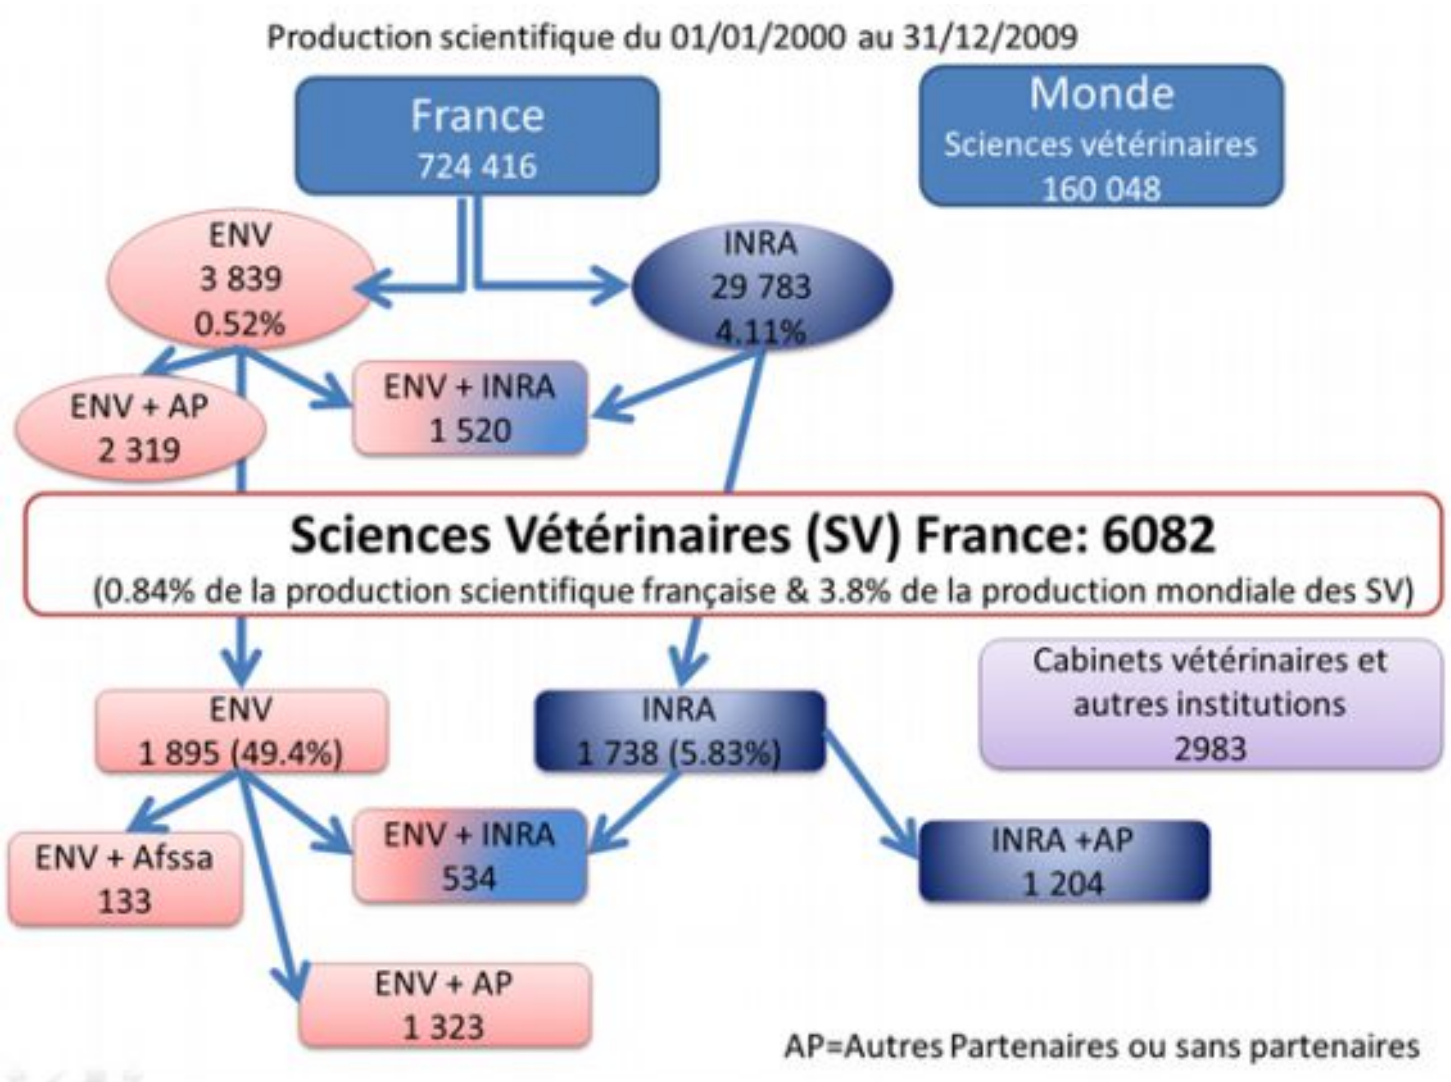 Production scientifique du 01/01/2000 au 31/12/2009
France
724 416
Monde
Sciences vétérinaires
160 048
ENV
3 839
0.52%
INRA
29 783
4.11%
ENV + AP
2 319
ENV + INRA
1 520
Sciences Vétérinaires (SV) France: 6082
(0.84% de la production scientifique française & 3.8% de la production mondiale des SV)
ENV
1 895 (49.4%)
INRA
1 738 (5.83%)
Cabinets vétérinaires et
autres institutions
2983
ENV + Afssa
133
ENV + INRA
534
INRA +AP
1 204
ENV + AP
1 323
AP=Autres Partenaires ou sans partenaires